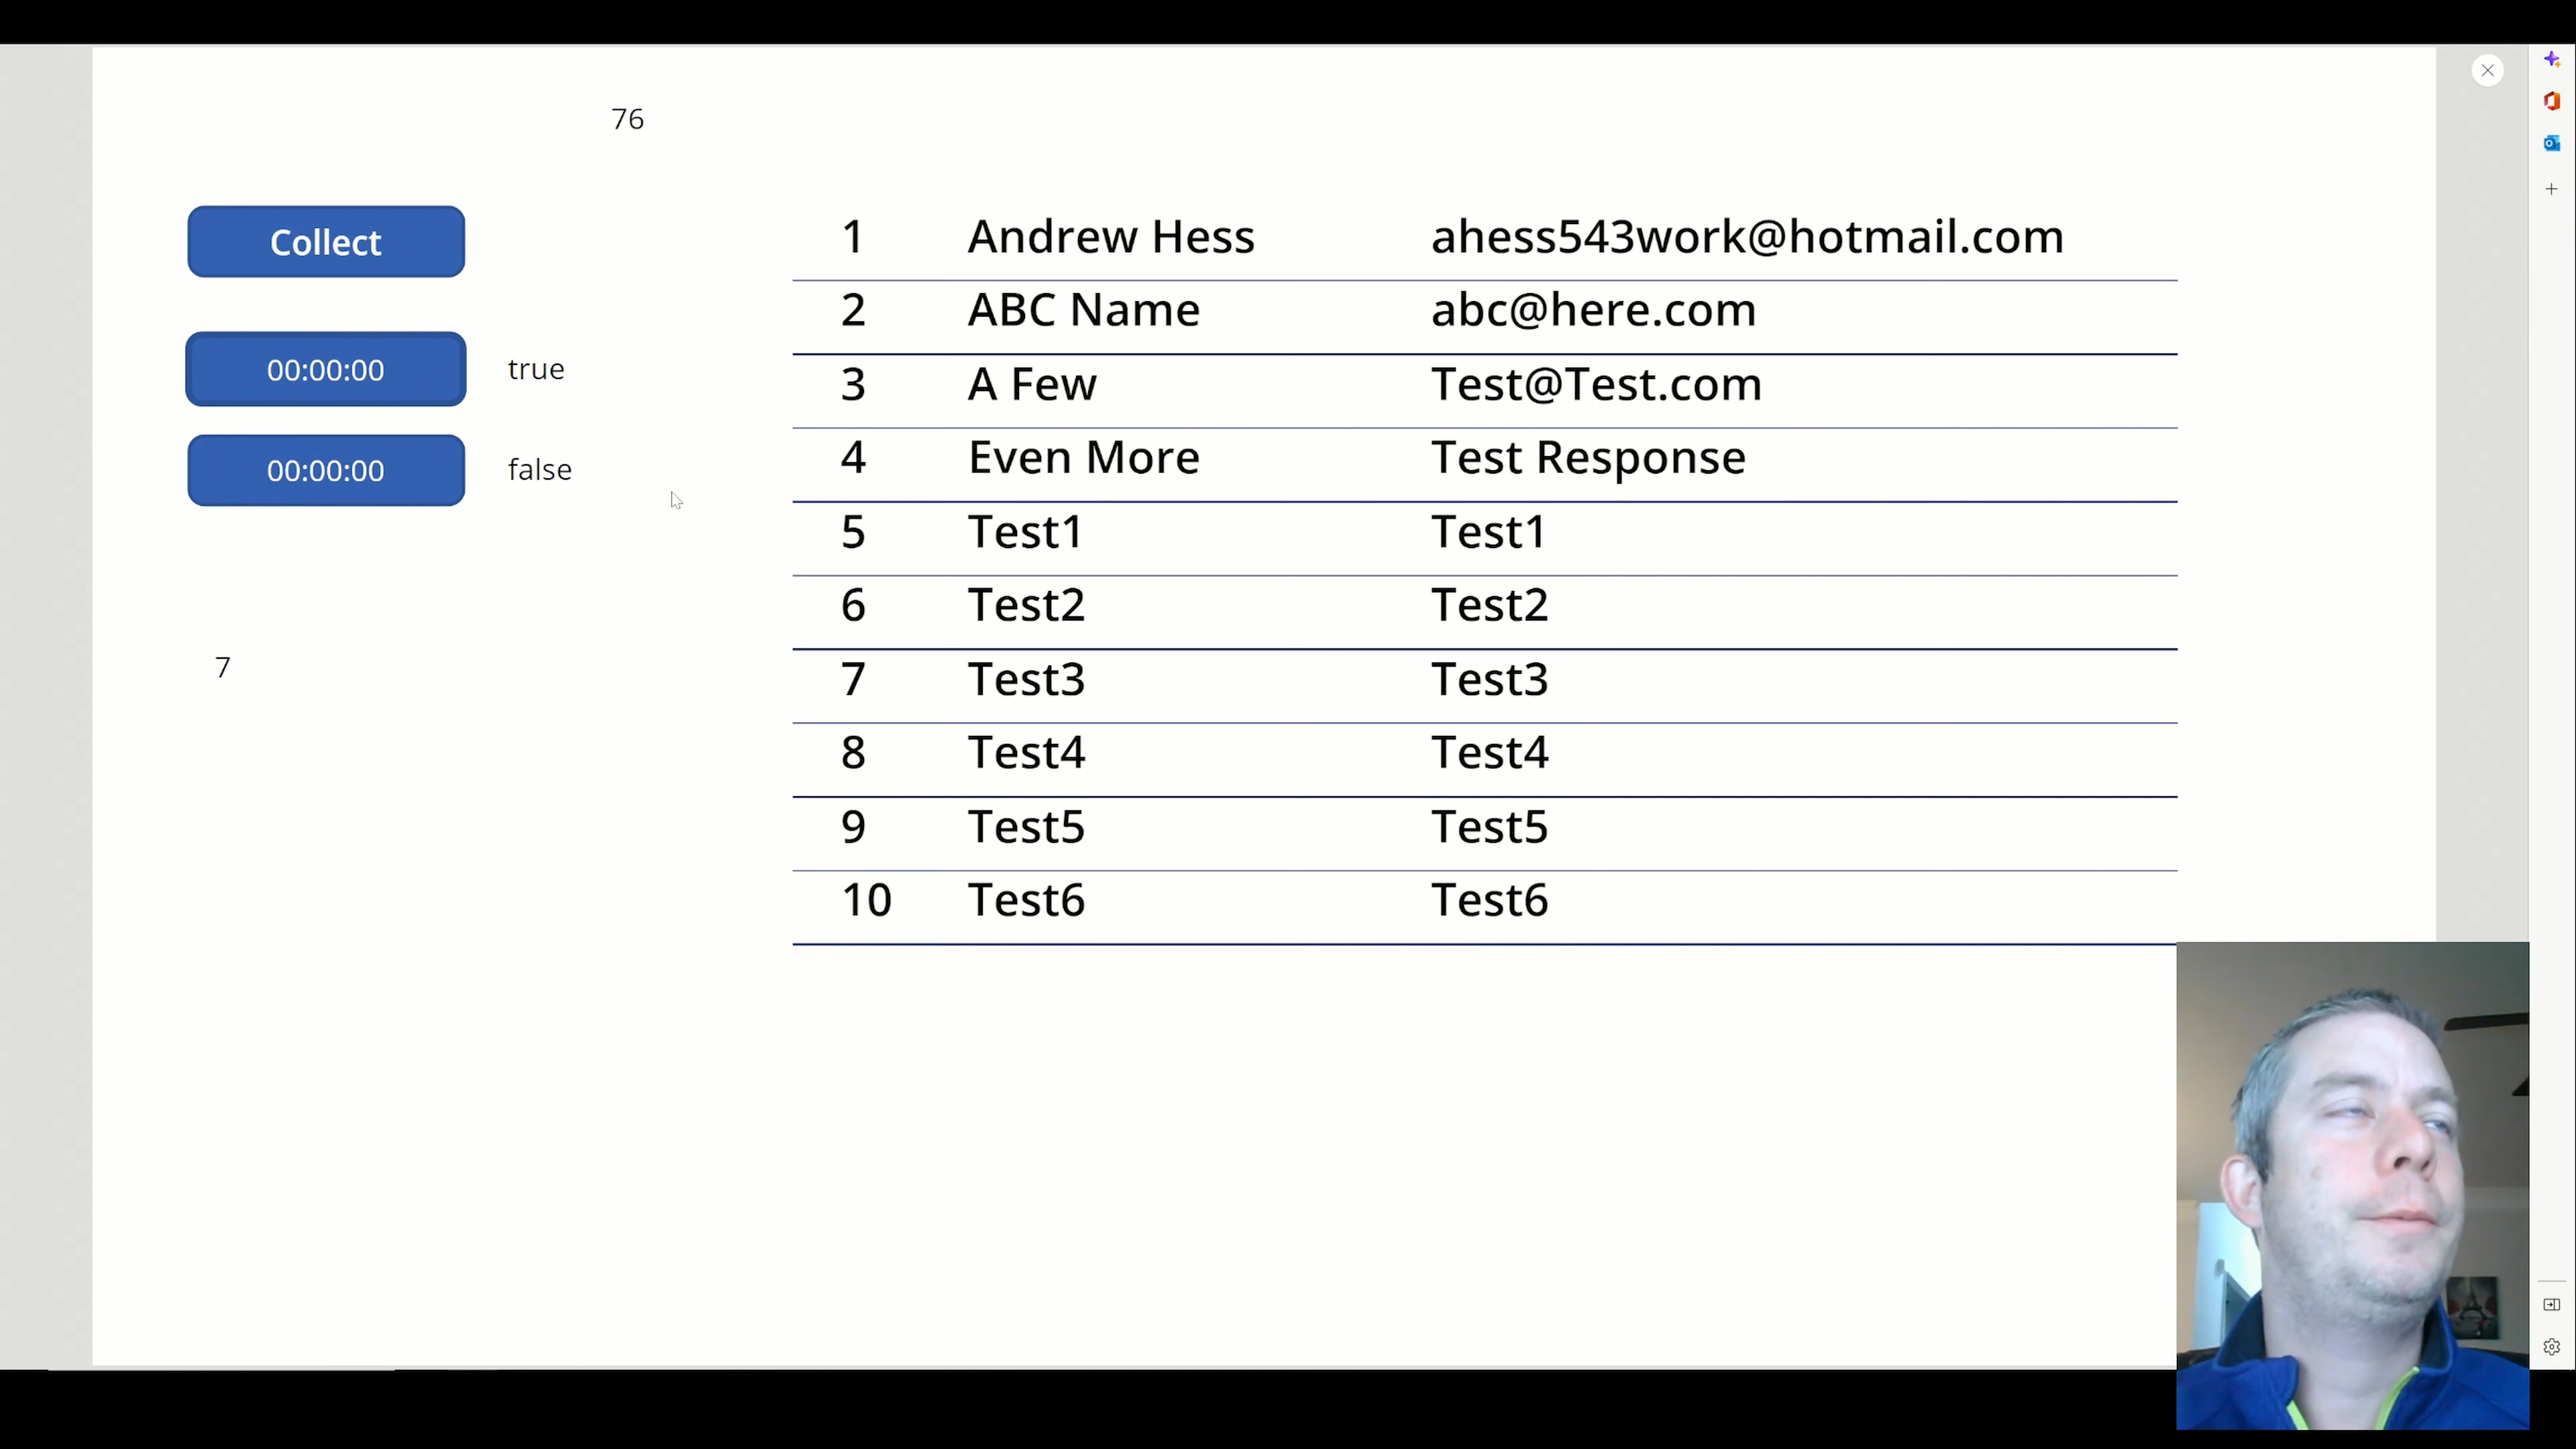 76
Collect
00:00:00 true
00:00:00 false
7
1 Andrew Hess ahess543work@hotmail.com
2 ABC Name abc@here.com
3 A Few Test@Test.com
4 Even More Test Response
5 Test1 Test1
6 Test2 Test2
7 Test3 Test3
8 Test4 Test4
9 Test5 Test5
10 Test6 Test6